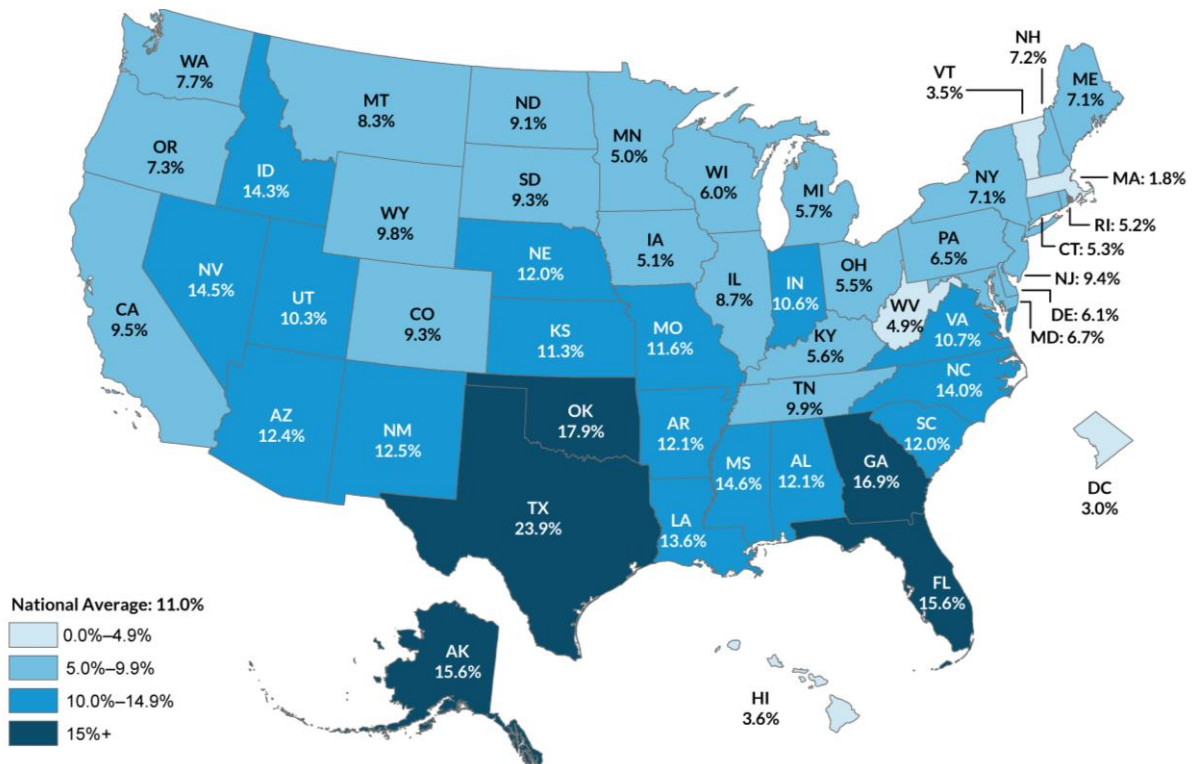 WA
7.7%
OR
7.3%
CA
9.5%
ID
14.3%
NV
14.5%
MT
8.3%
WY
9.8%
UT
10.3%
CO
9.3%
AZ
12.4%
NM
12.5%
ND
9.1%
SD
9.3%
NE
12.0%
KS
11.3%
OK
17.9%
TX
23.9%
MN
5.0%
IA
5.1%
MO
11.6%
AR
12.1%
LA
13.6%
WI
6.0%
IL
8.7%
MI
5.7%
IN
10.6%
OH
5.5%
KY
5.6%
TN
9.9%
MS
14.6%
AL
12.1%
GA
16.9%
FL
15.6%
SC
12.0%
NC
14.0%
VA
10.7%
WV
4.9%
PA
6.5%
NY
7.1%
VT
3.5%
NH
7.2%
ME
7.1%
MA: 1.8%
RI: 5.2%
CT: 5.3%
NJ: 9.4%
DE: 6.1%
MD: 6.7%
DC
3.0%
AK
15.6%
HI
3.6%
National Average: 11.0%
0.0%–4.9%
5.0%–9.9%
10.0%–14.9%
15%+